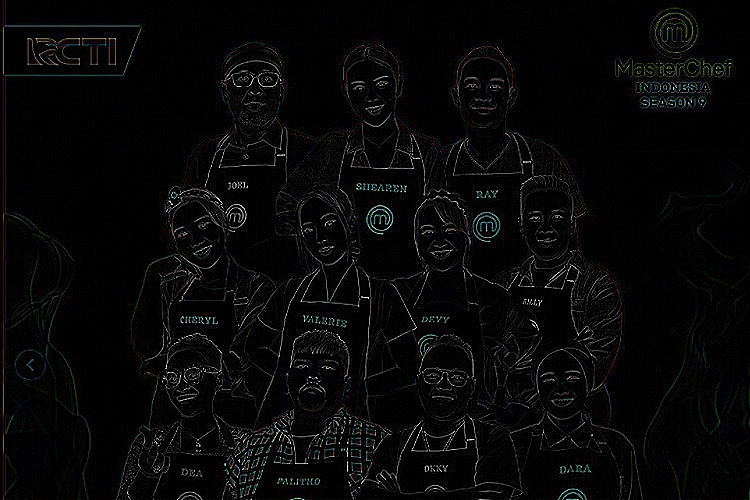 RCTI
MasterChef
INDONESIA
SEASON 9
JOEL
SHEAREN
RAY
CHERYL
VALERIE
DEVY
BILLY
DEA
PALITHO
OKKY
DARA